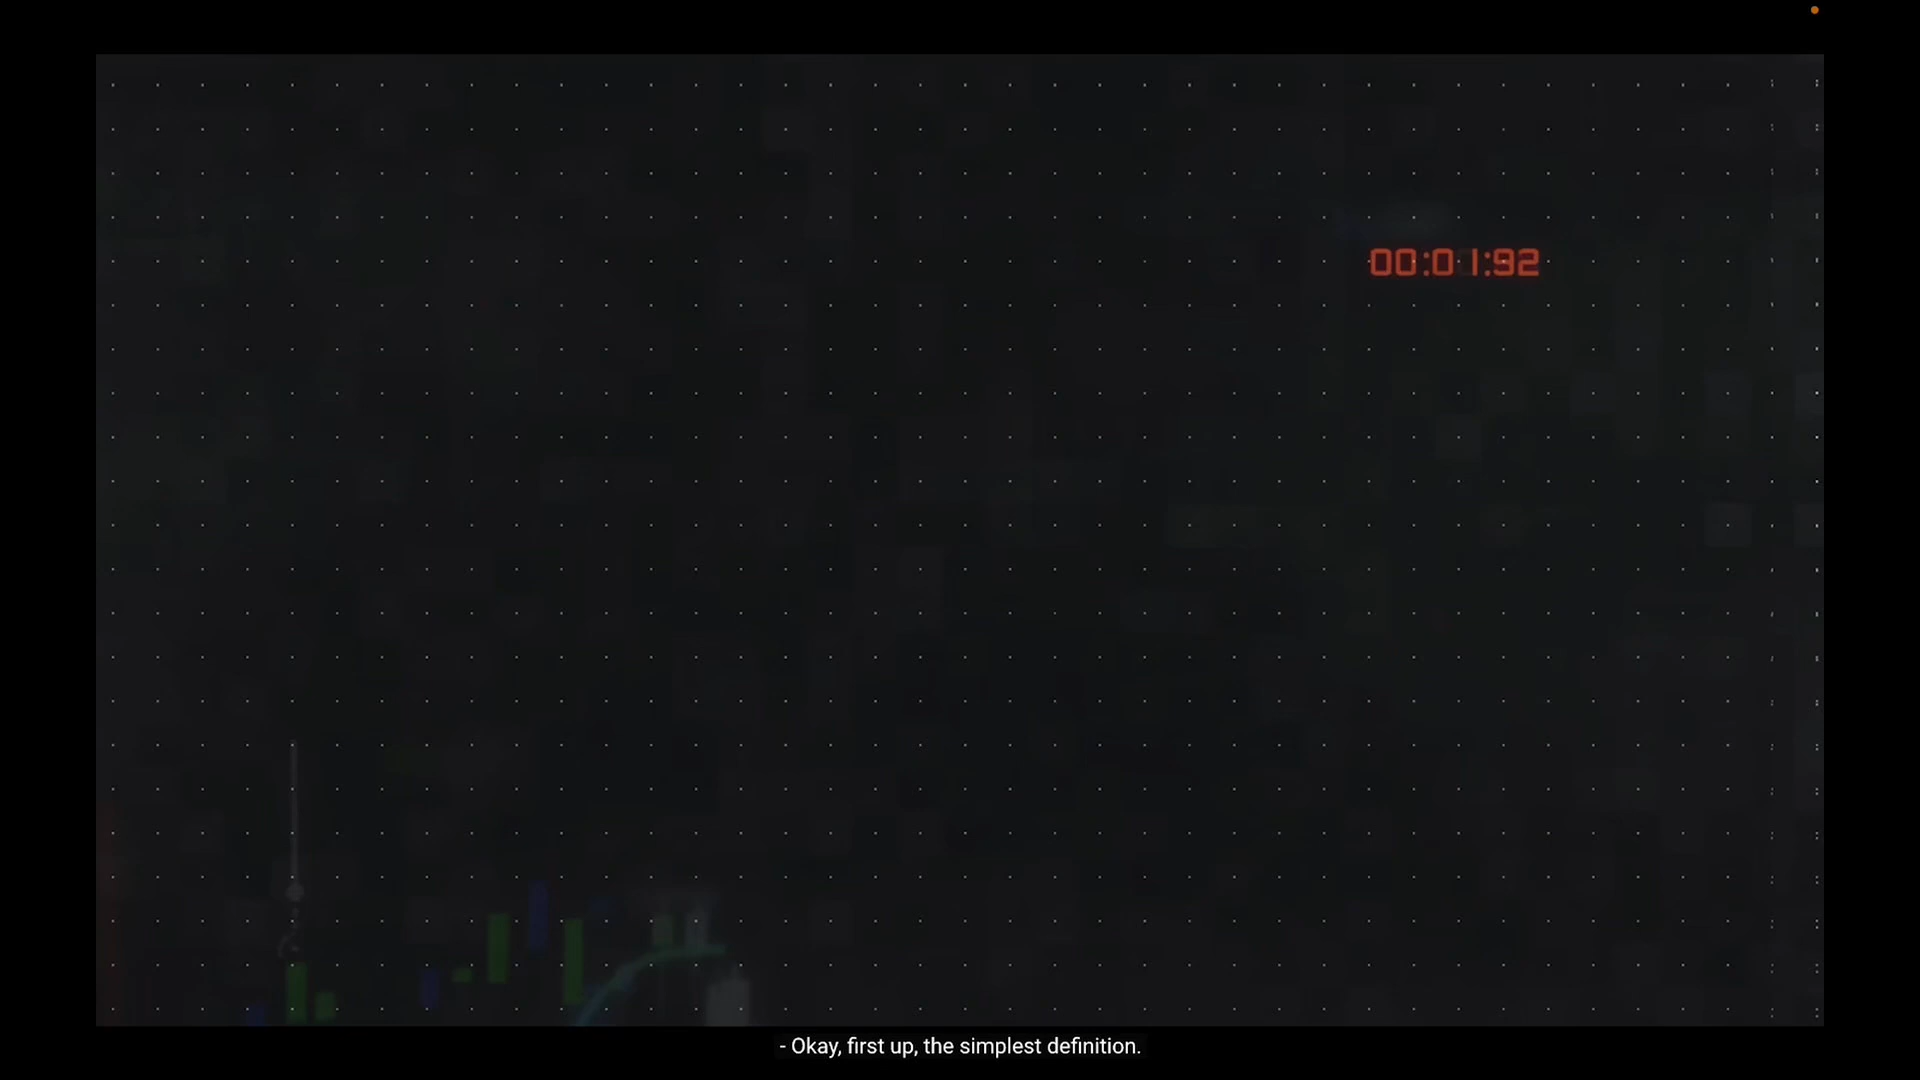 00:01:92
- Okay, first up, the simplest definition.